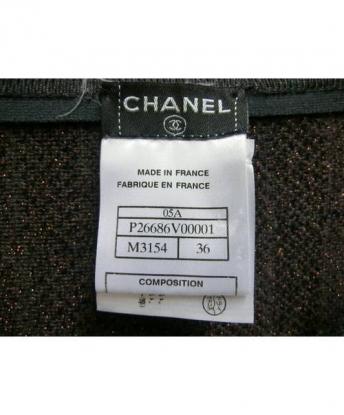 CHANEL
MADE IN FRANCE
FABRIQUE EN FRANCE
05A
P26686V00001
M3154 36
COMPOSITION